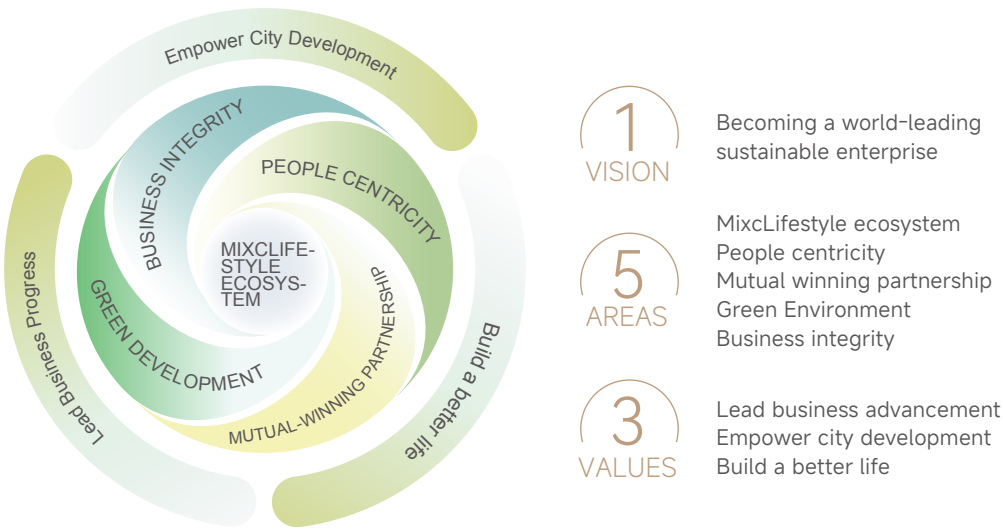 Empower City Development
BUSINESS INTEGRITY
PEOPLE CENTRICITY
MIXCLIFE-
STYLE
ECOSYS-
TEM
GREEN DEVELOPMENT
MUTUAL-WINNING PARTNERSHIP
Lead Business Progress
Build a better life
1
VISION
Becoming a world-leading
sustainable enterprise
5
AREAS
MixcLifestyle ecosystem
People centricity
Mutual winning partnership
Green Environment
Business integrity
3
VALUES
Lead business advancement
Empower city development
Build a better life